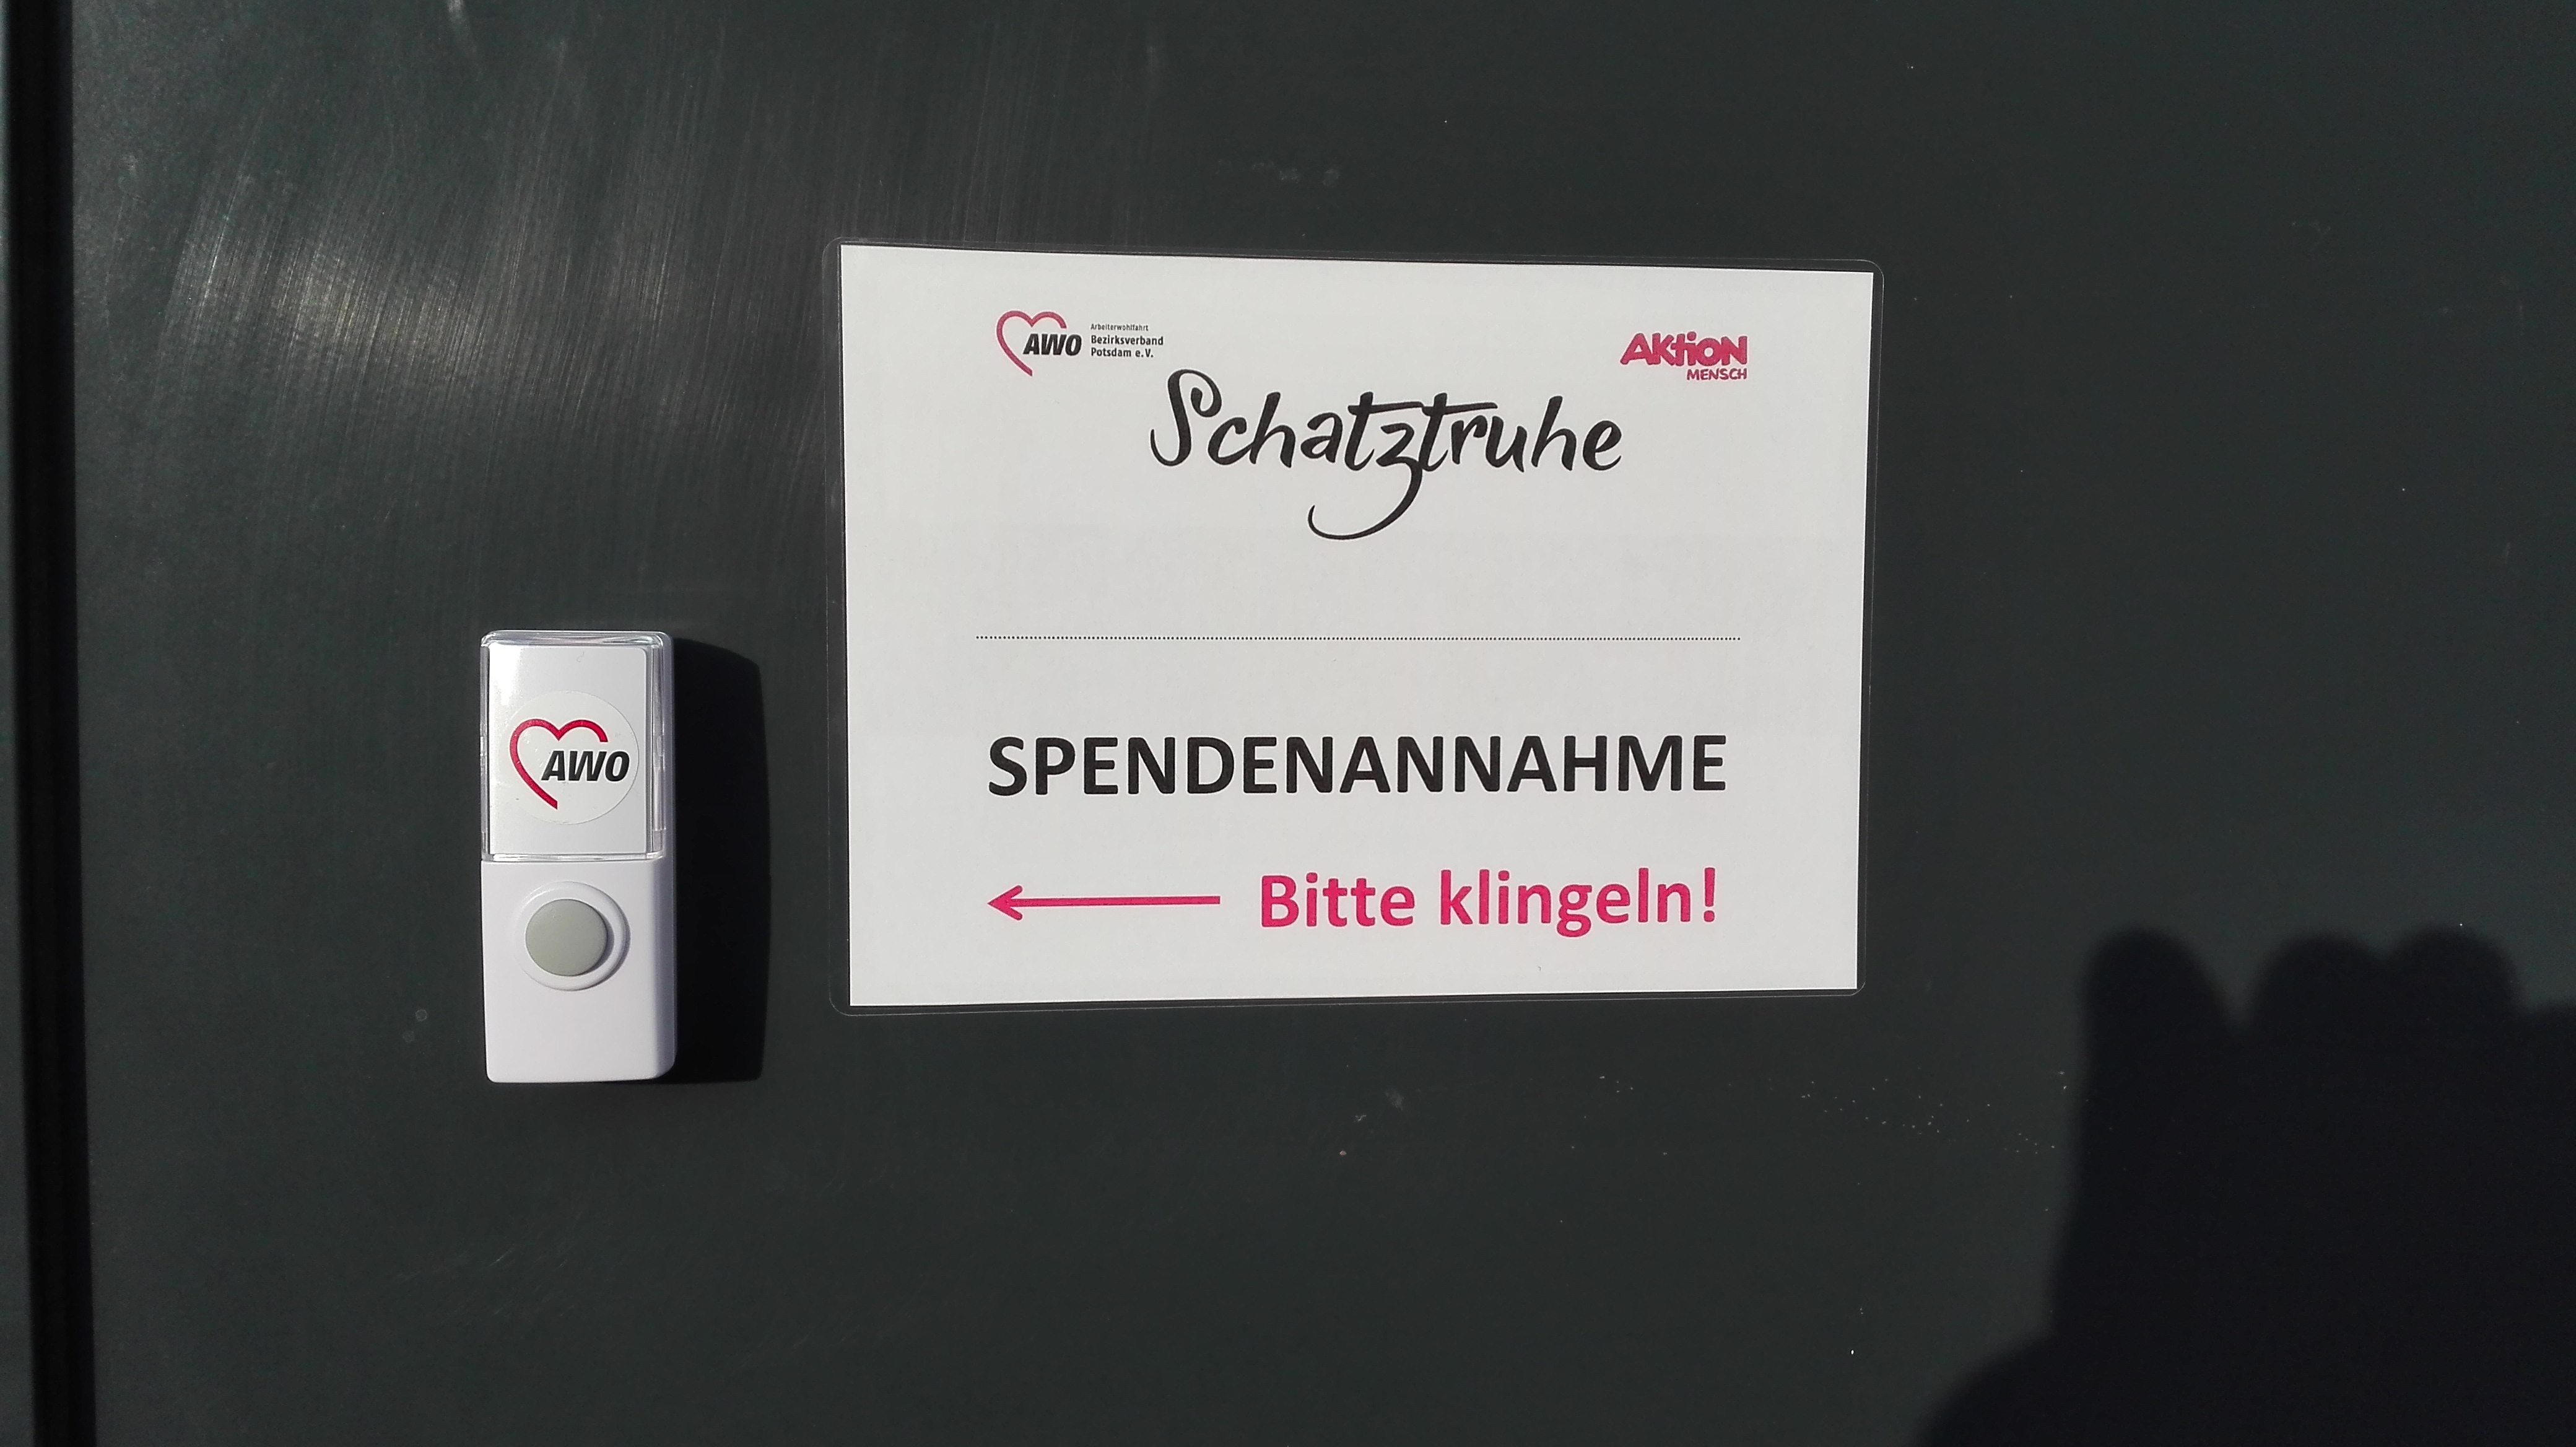 AWO
Arbeiterwohlfahrt
Bezirksverband
Potsdam e.V.
AKTION
MENSCH
Schatztruhe
SPENDENANNAHME
Bitte klingeln!
AWO